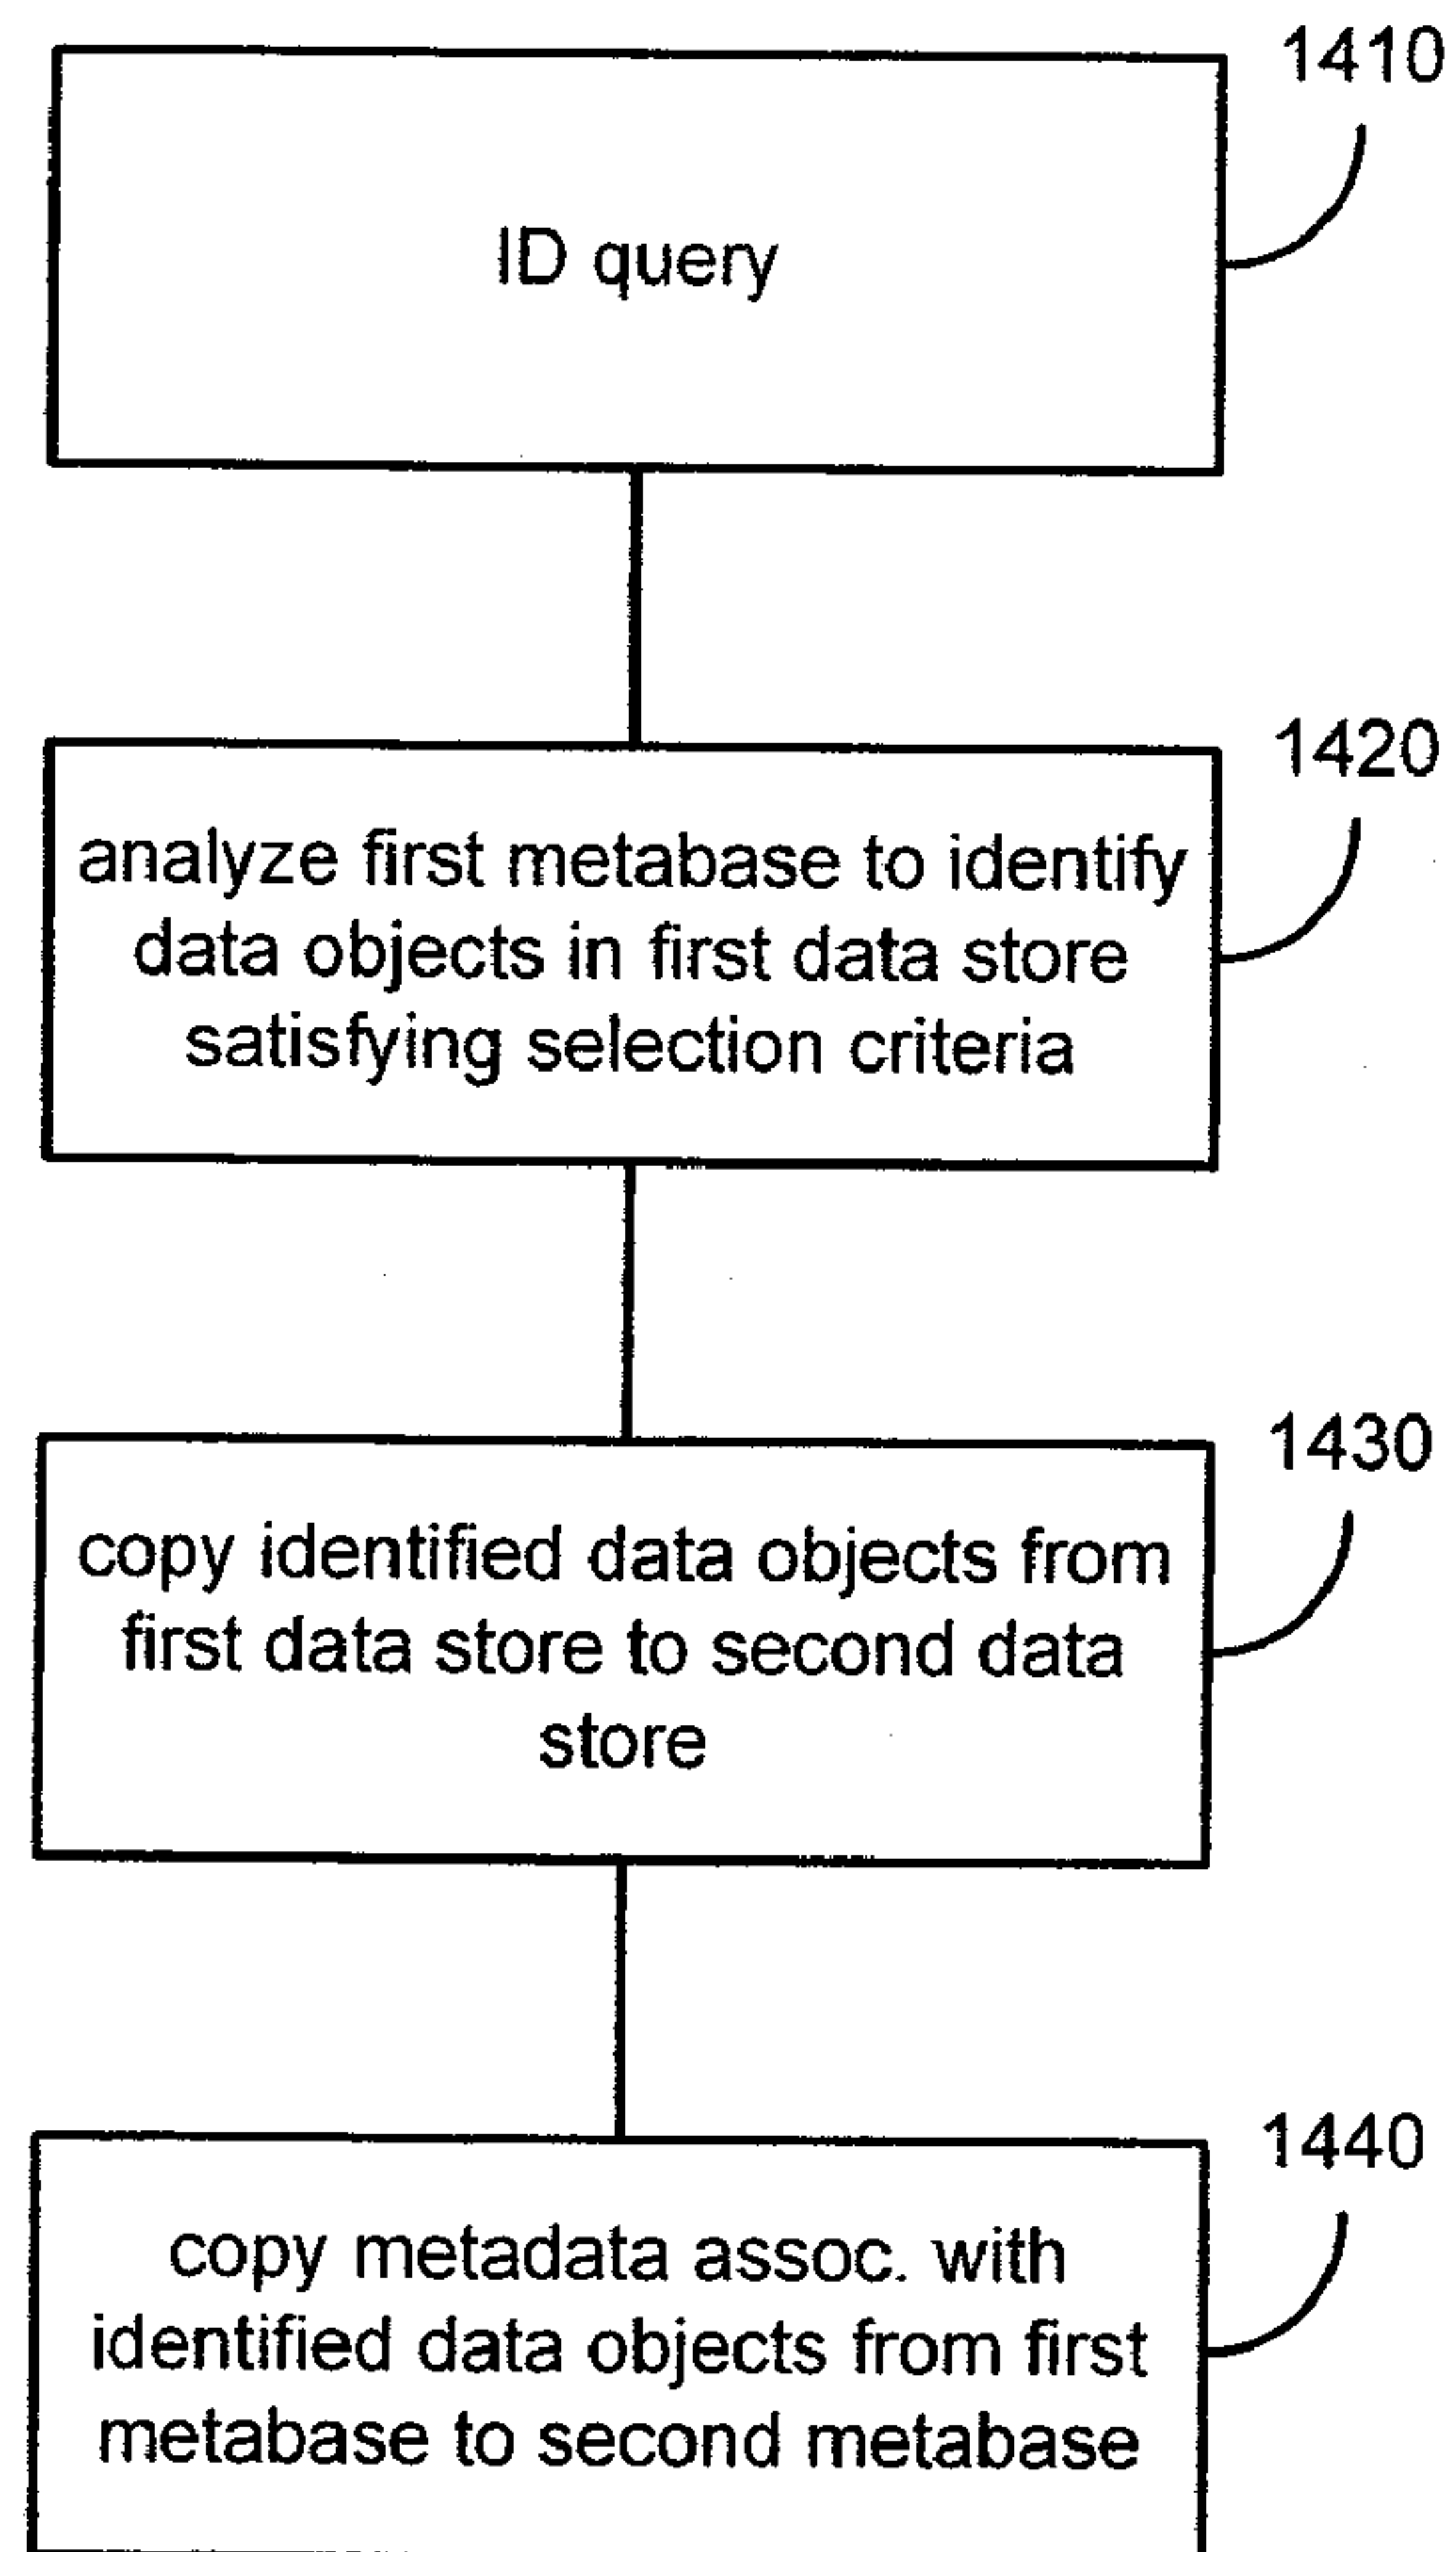 1410
ID query
1420
analyze first metabase to identify
data objects in first data store
satisfying selection criteria
1430
copy identified data objects from
first data store to second data
store
1440
copy metadata assoc. with
identified data objects from first
metabase to second metabase